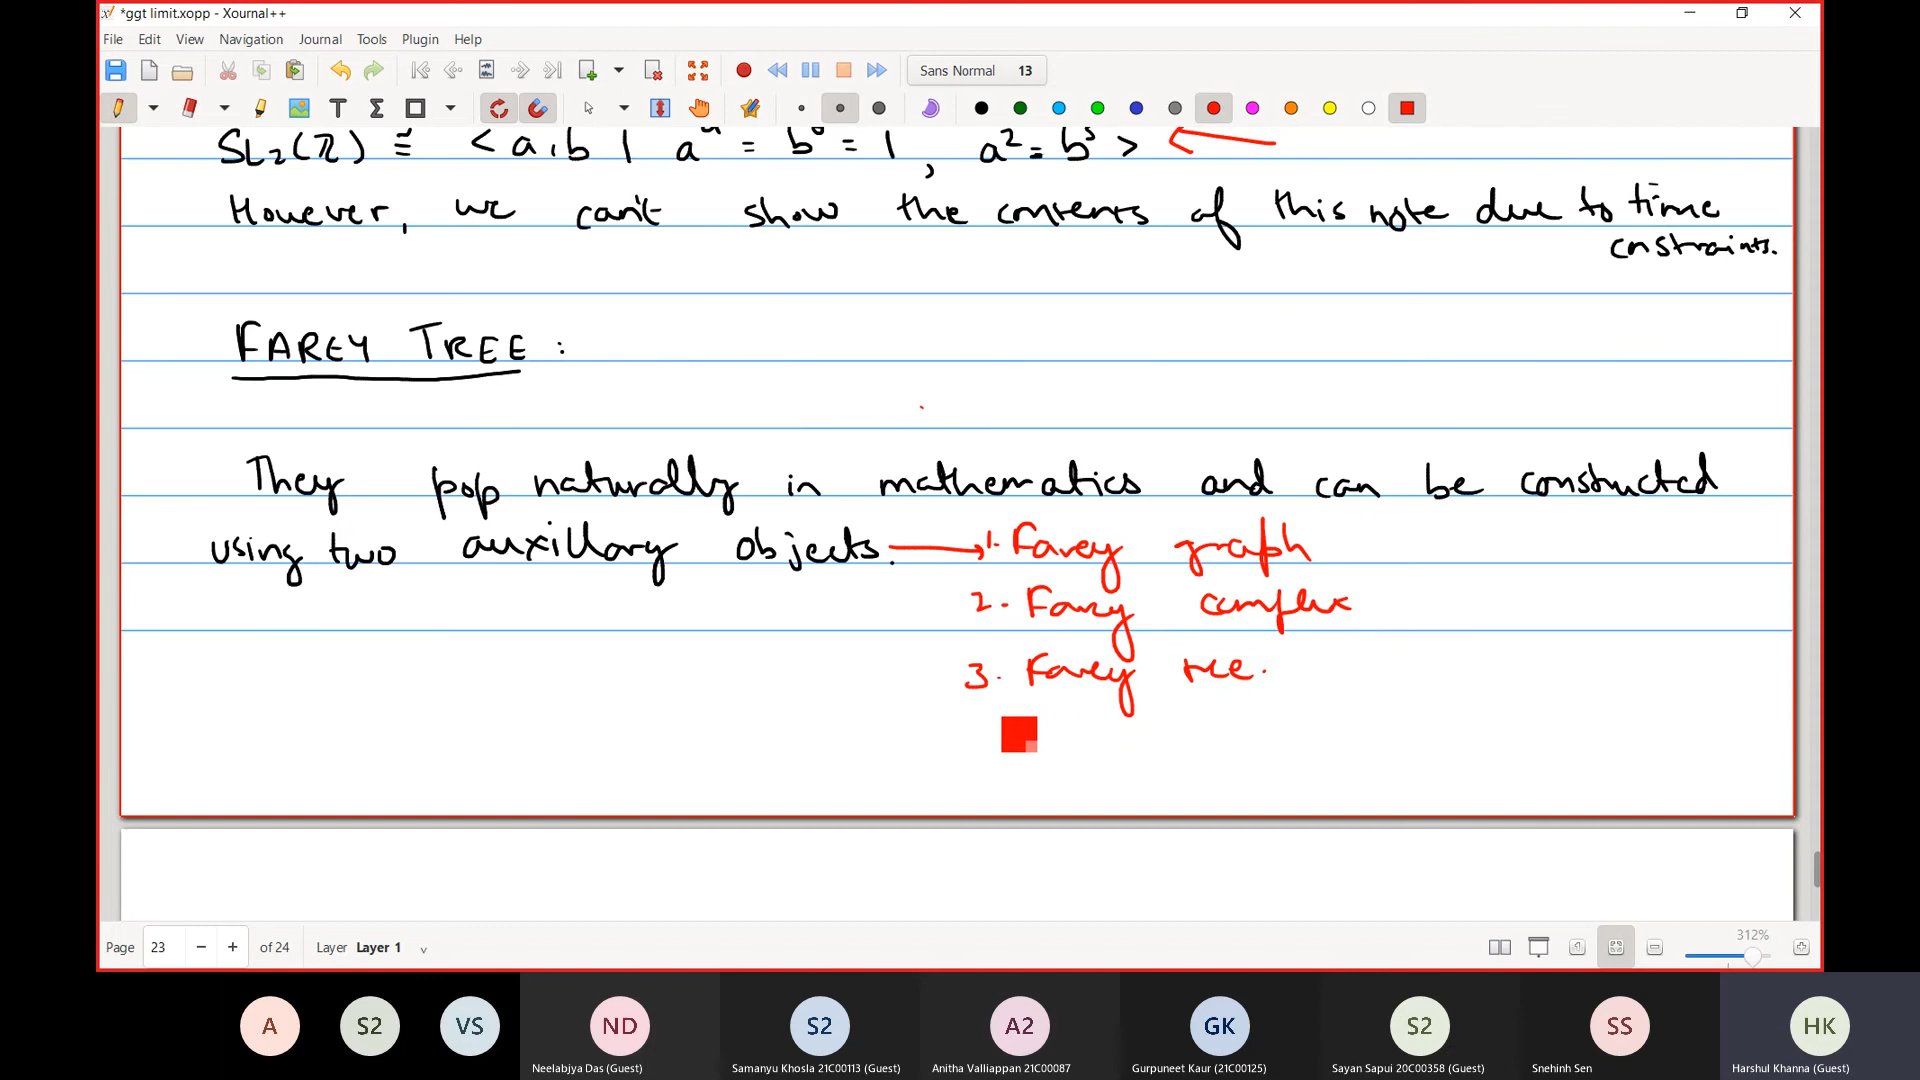 *ggt limit.xopp - Xournal++
File Edit View Navigation Journal Tools Plugin Help
Sans Normal 13
SL₂(ℤ) ≅ < a, b | a⁴ = b⁶ = 1, a² = b³ >
However, we can't show the contents of this note due to time
constraints.
FAREY TREE :
They pop naturally in mathematics and can be constructed
using two auxillary objects. → 1. Farey graph
2. Farey complex
3. Farey tree.
Page 23 − + of 24 Layer Layer 1 312%
A S2 VS ND S2 A2 GK S2 SS HK
Neelabjya Das (Guest) Samanyu Khosla 21C00113 (Guest) Anitha Valliappan 21C00087 Gurpuneet Kaur (21C00125) Sayan Sapui 20C00358 (Guest) Snehinh Sen Harshul Khanna (Guest)